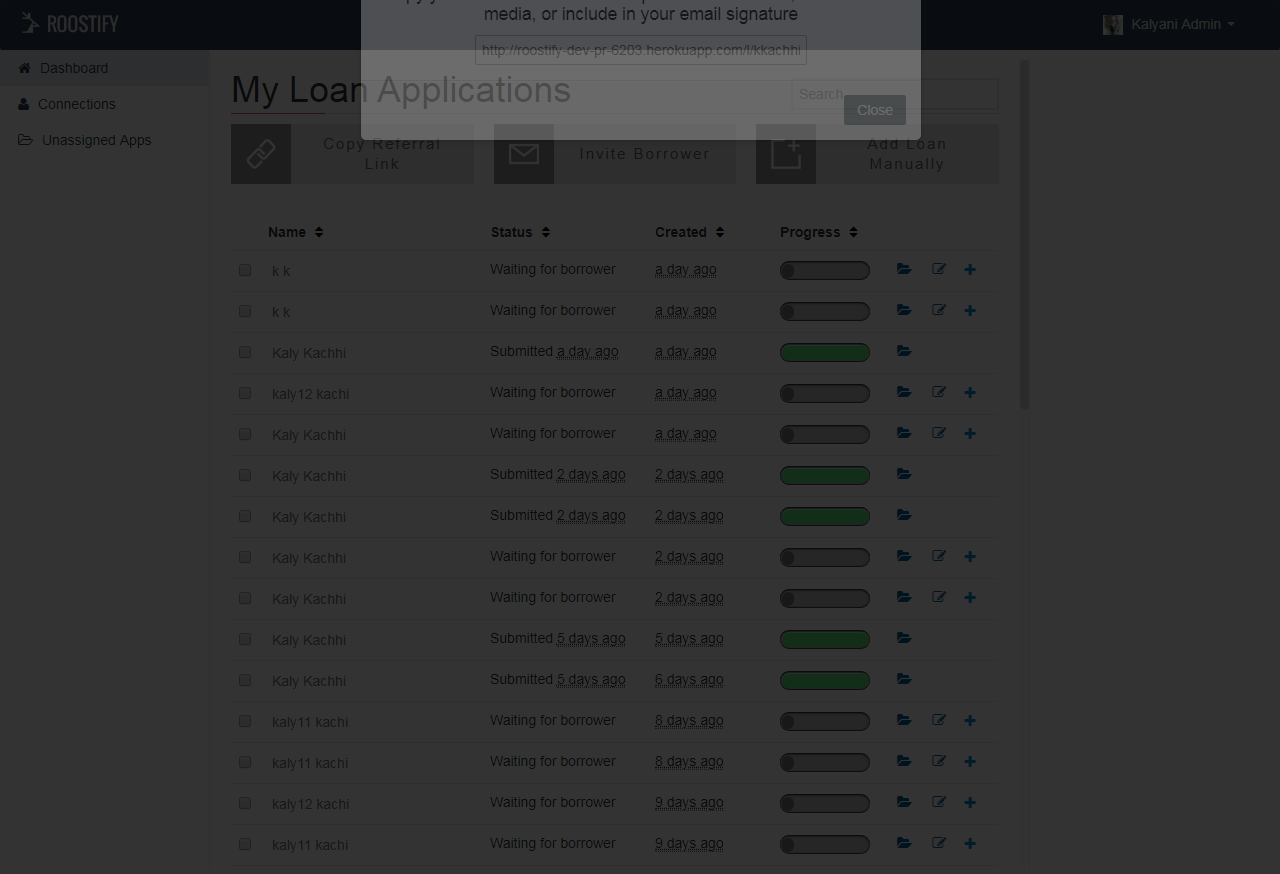 ROOSTIFY
Kalyani Admin
media, or include in your email signature
http://roostify-dev-pr-6203.herokuapp.com/l/kkachhi
Close
Dashboard
Connections
Unassigned Apps
My Loan Applications
Search
Copy Referral
Link
Invite Borrower
Add Loan
Manually
Name Status Created Progress
k k Waiting for borrower a day ago
k k Waiting for borrower a day ago
Kaly Kachhi Submitted a day ago a day ago
kaly12 kachi Waiting for borrower a day ago
Kaly Kachhi Waiting for borrower a day ago
Kaly Kachhi Submitted 2 days ago 2 days ago
Kaly Kachhi Submitted 2 days ago 2 days ago
Kaly Kachhi Waiting for borrower 2 days ago
Kaly Kachhi Waiting for borrower 2 days ago
Kaly Kachhi Submitted 5 days ago 5 days ago
Kaly Kachhi Submitted 5 days ago 6 days ago
kaly11 kachi Waiting for borrower 8 days ago
kaly11 kachi Waiting for borrower 8 days ago
kaly12 kachi Waiting for borrower 9 days ago
kaly11 kachi Waiting for borrower 9 days ago